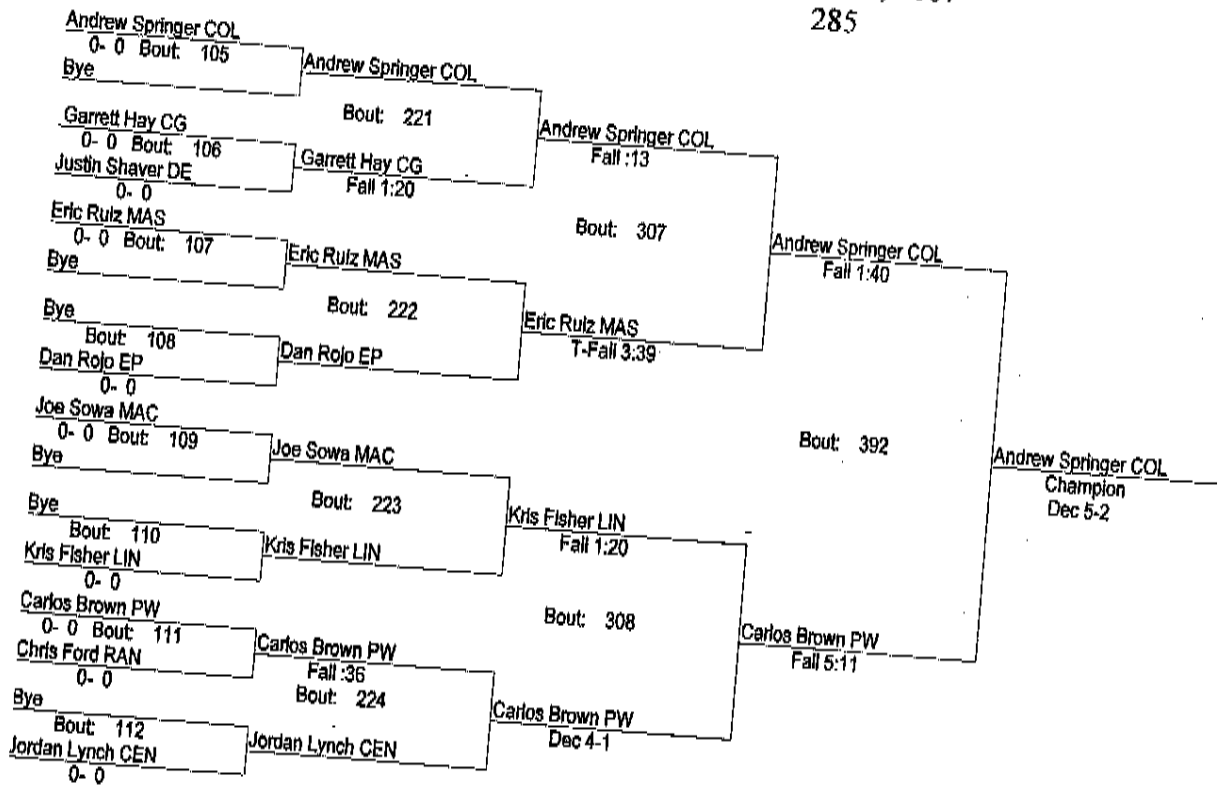 285
Andrew Springer COL
0- 0 Bout: 105
Bye
Andrew Springer COL
Bout: 221
Garrett Hay CG
0- 0 Bout: 106
Justin Shaver DE
0- 0
Garrett Hay CG
Fall 1:20
Andrew Springer COL
Fall :13
Bout: 307
Eric Ruiz MAS
0- 0 Bout: 107
Bye
Eric Ruiz MAS
Bout: 222
Bye
Bout: 108
Dan Rojo EP
0- 0
Dan Rojo EP
Eric Ruiz MAS
T-Fall 3:39
Andrew Springer COL
Fall 1:40
Bout: 392
Joe Sowa MAC
0- 0 Bout: 109
Bye
Joe Sowa MAC
Bout: 223
Bye
Bout: 110
Kris Fisher LIN
0- 0
Kris Fisher LIN
Kris Fisher LIN
Fall 1:20
Bout: 308
Carlos Brown PW
0- 0 Bout: 111
Chris Ford RAN
0- 0
Carlos Brown PW
Fall :36
Bout: 224
Bye
Bout: 112
Jordan Lynch CEN
0- 0
Jordan Lynch CEN
Carlos Brown PW
Dec 4-1
Carlos Brown PW
Fall 5:11
Andrew Springer COL
Champion
Dec 5-2